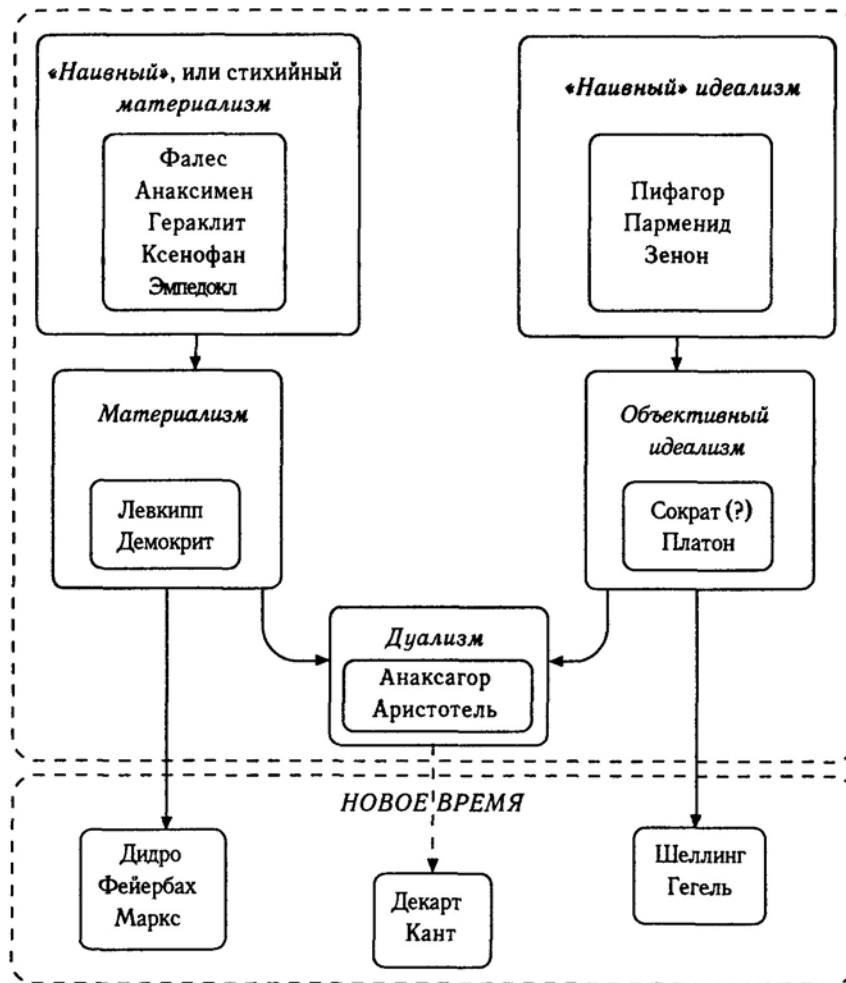 «Наивный», или стихийный
материализм
Фалес
Анаксимен
Гераклит
Ксенофан
Эмпедокл
«Наивный» идеализм
Пифагор
Парменид
Зенон
Материализм
Левкипп
Демокрит
Объективный
идеализм
Сократ (?)
Платон
Дуализм
Анаксагор
Аристотель
НОВОЕ ВРЕМЯ
Дидро
Фейербах
Маркс
Декарт
Кант
Шеллинг
Гегель